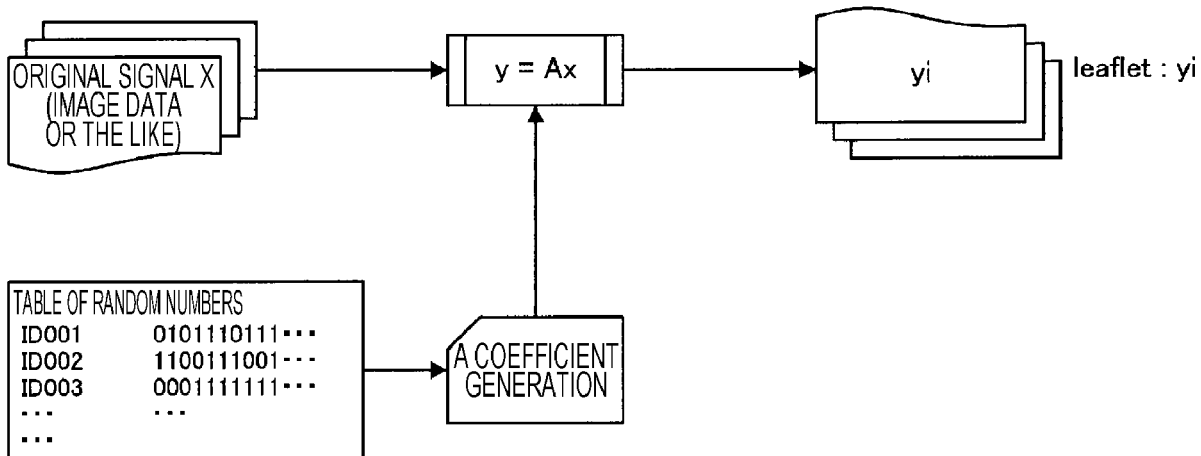 ORIGINAL SIGNAL X
(IMAGE DATA
OR THE LIKE)
y = Ax
yi
leaflet : yi
TABLE OF RANDOM NUMBERS
ID001 0101110111···
ID002 1100111001···
ID003 0001111111···
··· ···
···
A COEFFICIENT
GENERATION